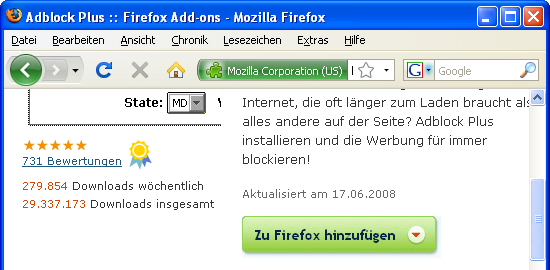 Adblock Plus :: Firefox Add-ons - Mozilla Firefox
Datei Bearbeiten Ansicht Chronik Lesezeichen Extras Hilfe
Mozilla Corporation (US)
G Google
State: MD
731 Bewertungen
279.854 Downloads wöchentlich
29.337.173 Downloads insgesamt
Internet, die oft länger zum Laden braucht als
alles andere auf der Seite? Adblock Plus
installieren und die Werbung für immer
blockieren!
Aktualisiert am 17.06.2008
Zu Firefox hinzufügen